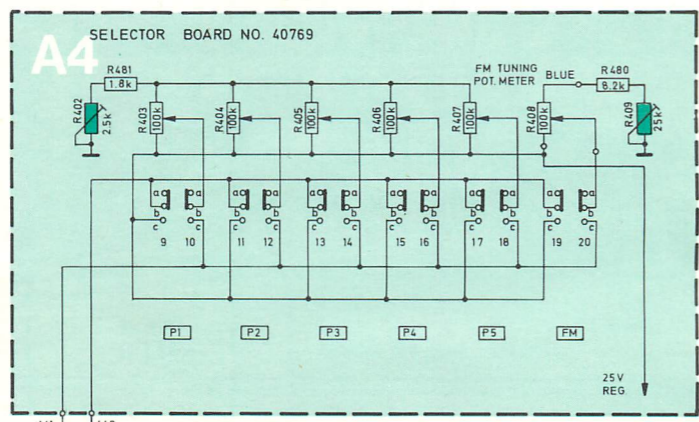 A4
SELECTOR BOARD NO. 40769
R481
1.8k
R402
2.5k
R403
100k
R404
100k
R405
100k
R406
100k
R407
100k
FM TUNING
POT. METER
BLUE
R408
100k
R480
8.2k
R409
25k
a a a a a a a a a a a a
b b b b b b b b b b b b
c c c c c c c c c c c c
9 10 11 12 13 14 15 16 17 18 19 20
P1 P2 P3 P4 P5 FM
25V
REG.